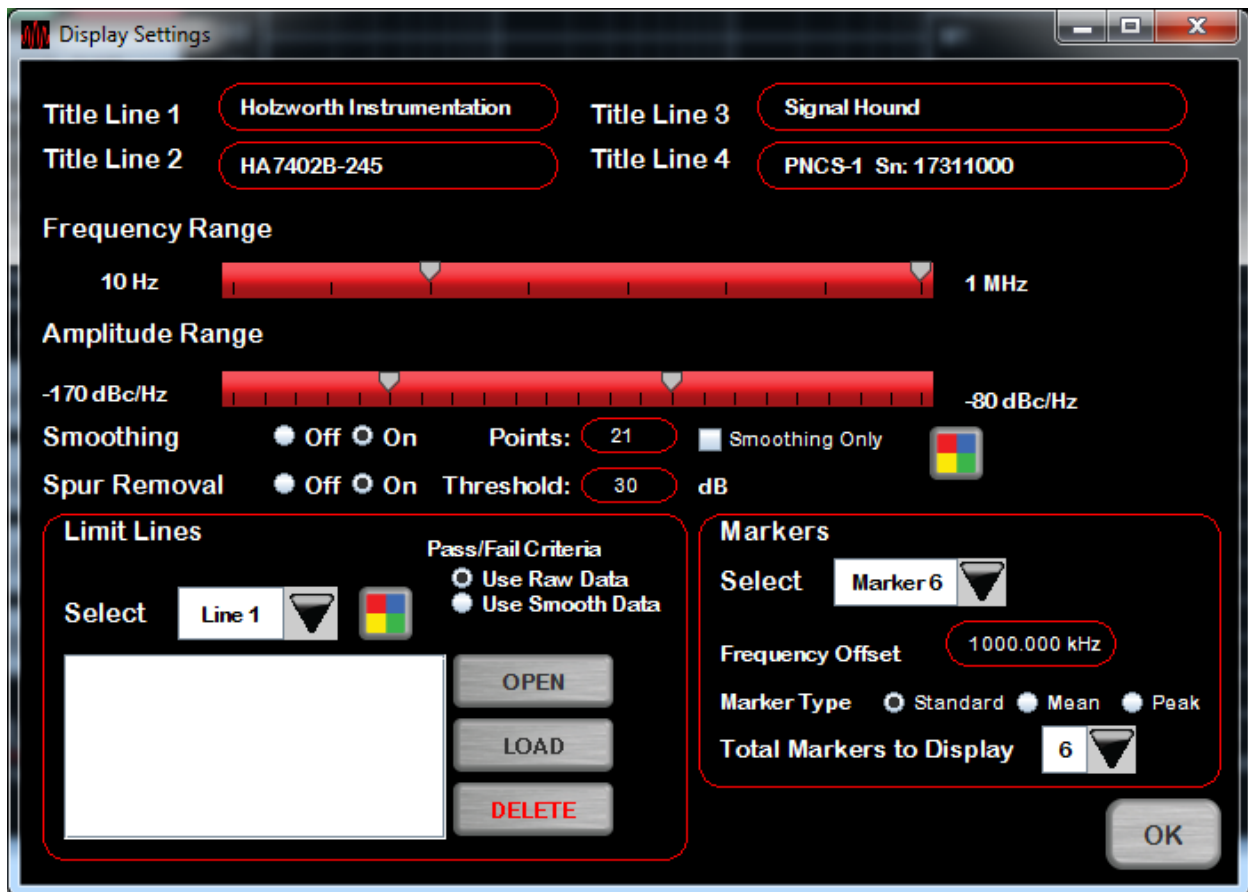 Display Settings
Title Line 1 Holzworth Instrumentation Title Line 3 Signal Hound
Title Line 2 HA7402B-245 Title Line 4 PNCS-1 Sn: 17311000
Frequency Range
10 Hz 1 MHz
Amplitude Range
-170 dBc/Hz -80 dBc/Hz
Smoothing Off On Points: 21 Smoothing Only
Spur Removal Off On Threshold: 30 dB
Limit Lines
Pass/Fail Criteria
Use Raw Data
Use Smooth Data
Select Line 1
OPEN
LOAD
DELETE
Markers
Select Marker 6
Frequency Offset 1000.000 kHz
Marker Type Standard Mean Peak
Total Markers to Display 6
OK